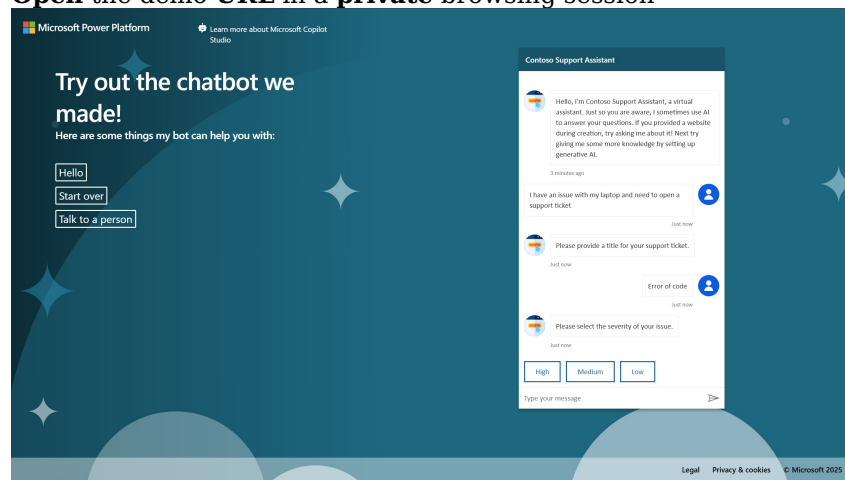 Open the demo URL in a private browsing session
Microsoft Power Platform
Learn more about Microsoft Copilot
Studio
Try out the chatbot we
made!
Here are some things my bot can help you with:
Hello
Start over
Talk to a person
Contoso Support Assistant
Hello, I'm Contoso Support Assistant, a virtual
assistant. Just so you are aware, I sometimes use AI
to answer your questions. If you provided a website
during creation, try asking me about it! Next try
giving me some more knowledge by setting up
generative AI.
3 minutes ago
I have an issue with my laptop and need to open a
support ticket
Just now
Please provide a title for your support ticket.
Just now
Error of code
Just now
Please select the severity of your issue.
Just now
High
Medium
Low
Type your message
Legal Privacy & cookies © Microsoft 2025